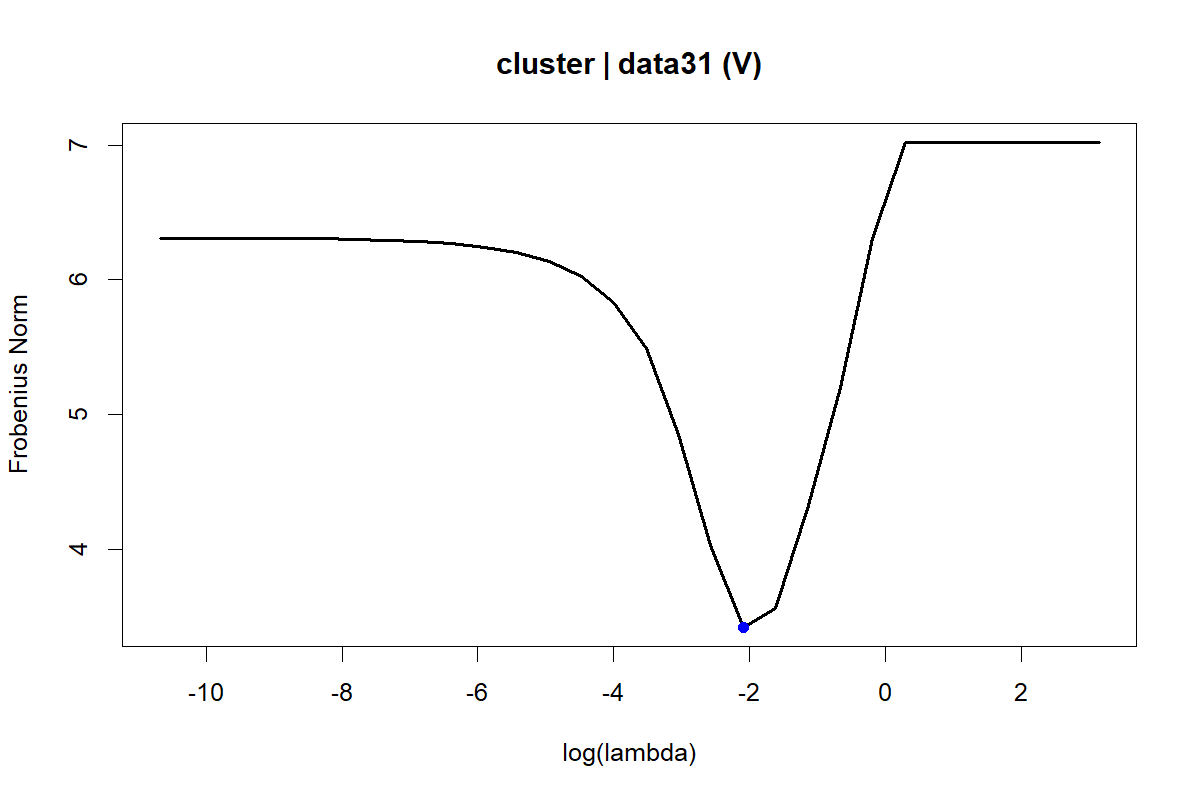 cluster | data31 (V)
Frobenius Norm
7
6
5
4
-10 -8 -6 -4 -2 0 2
log(lambda)